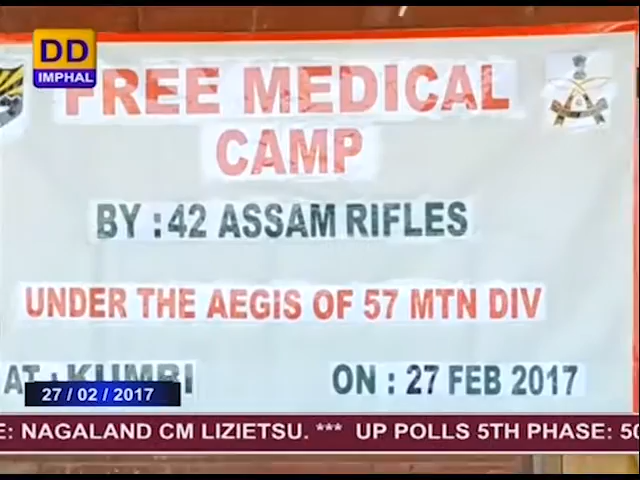 DD
IMPHAL
FREE MEDICAL
CAMP
BY : 42 ASSAM RIFLES
UNDER THE AEGIS OF 57 MTN DIV
AT : KUMBI ON : 27 FEB 2017
27 / 02 / 2017
E: NAGALAND CM LIZIETSU. *** UP POLLS 5TH PHASE: 50